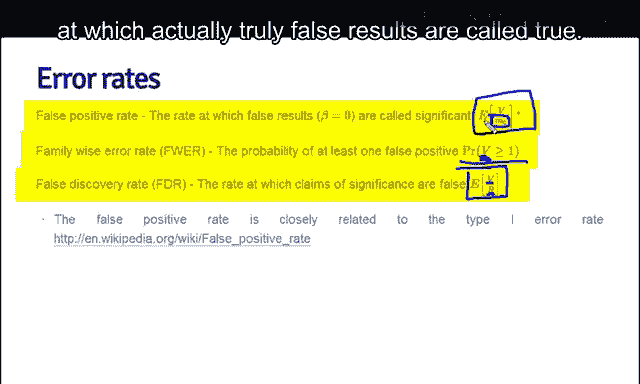 at which actually truly false results are called true.
Error rates
False positive rate - The rate at which false results (β = 0) are called significant E[V/m₀]*
Family wise error rate (FWER) - The probability of at least one false positive Pr(V ≥ 1)
False discovery rate (FDR) - The rate at which claims of significance are false E[V/R]
· The false positive rate is closely related to the type I error rate
http://en.wikipedia.org/wiki/False_positive_rate